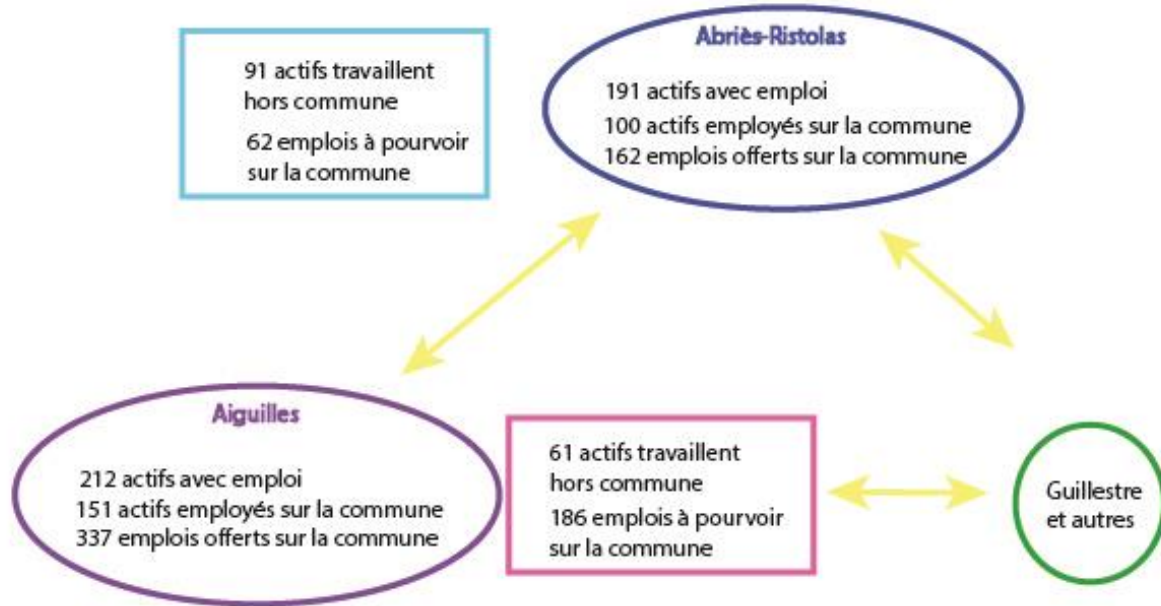 91 actifs travaillent
hors commune
62 emplois à pourvoir
sur la commune
Abriès-Ristolas
191 actifs avec emploi
100 actifs employés sur la commune
162 emplois offerts sur la commune
Aiguilles
212 actifs avec emploi
151 actifs employés sur la commune
337 emplois offerts sur la commune
61 actifs travaillent
hors commune
186 emplois à pourvoir
sur la commune
Guillestre
et autres